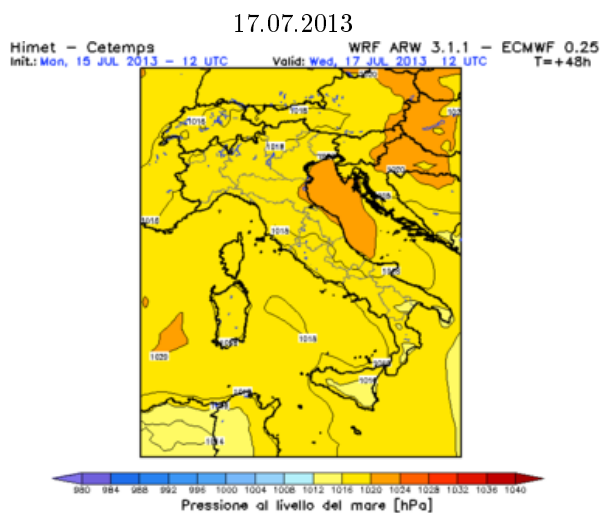 17.07.2013
Himet – Cetemps WRF ARW 3.1.1 – ECMWF 0.25
Init.: Mon, 15 JUL 2013 – 12 UTC Valid: Wed, 17 JUL 2013 12 UTC T=+48h
1020
1016
1016
1018
1020
1018
1018
1020
1016
1014
980 984 988 992 996 1000 1004 1008 1012 1016 1020 1024 1028 1032 1036 1040
Pressione al livello del mare [hPa]